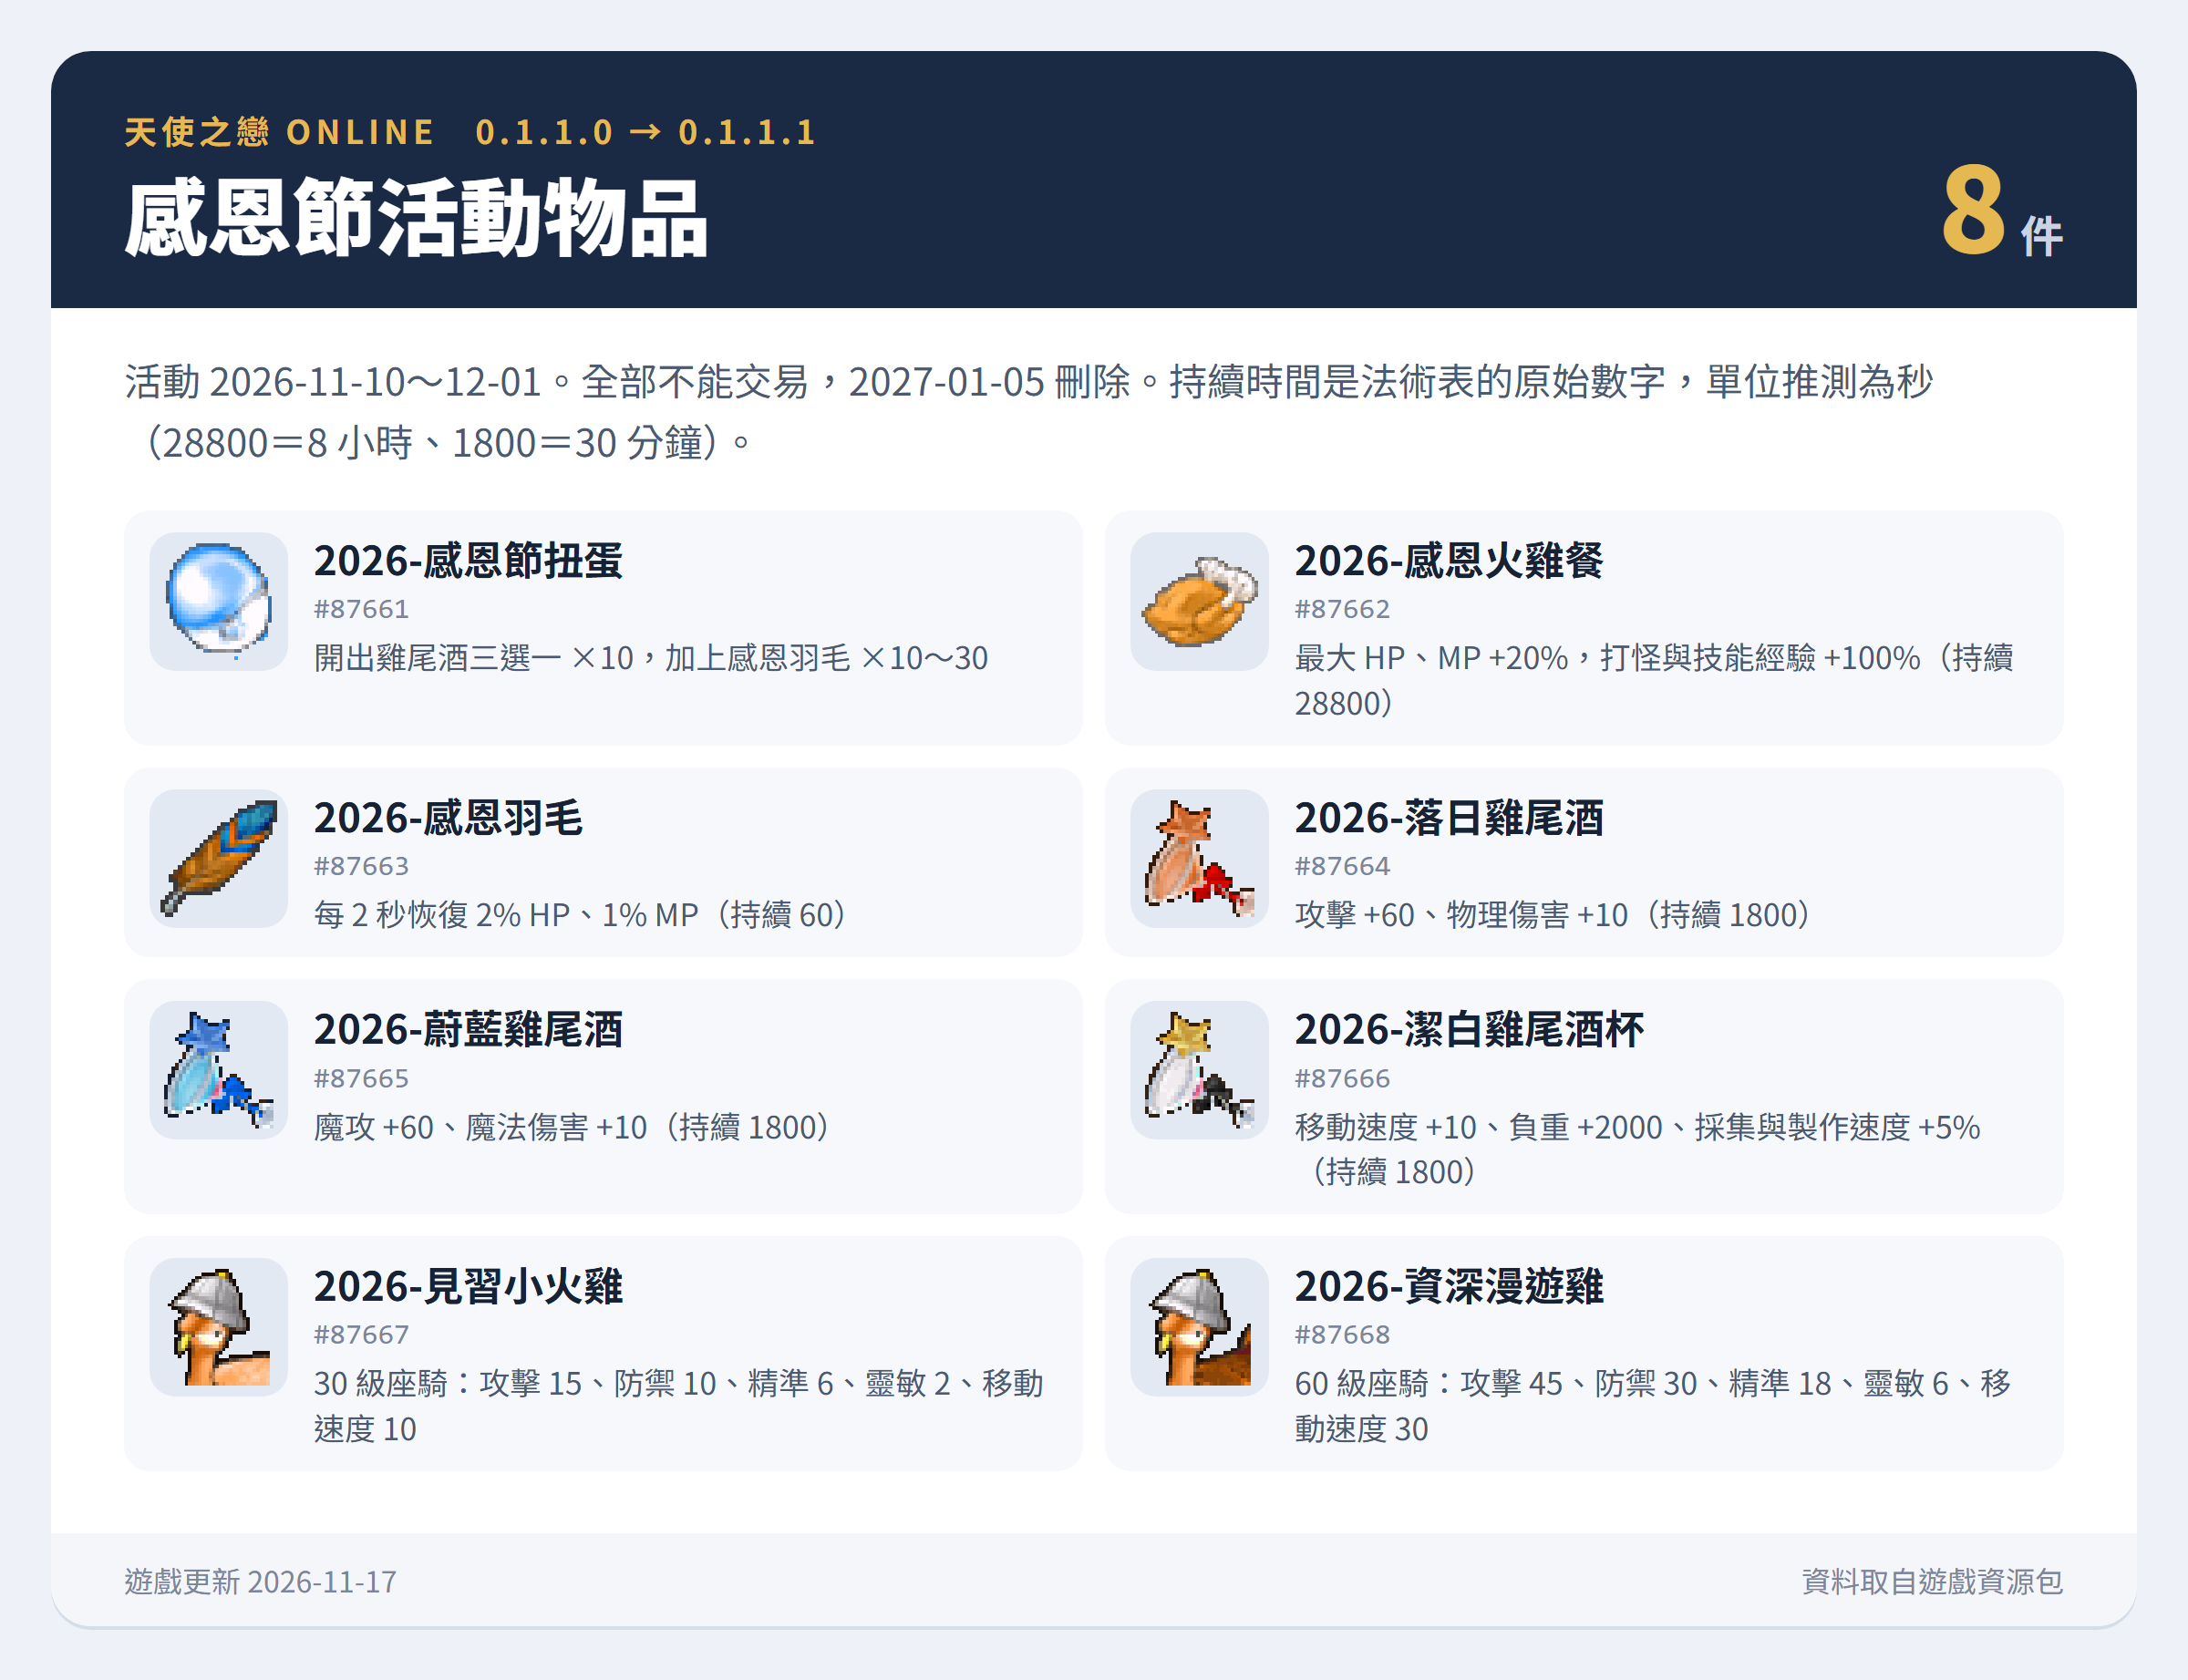 天使之戀 ONLINE 0.1.1.0 → 0.1.1.1
感恩節活動物品
8 件
活動 2026-11-10～12-01。全部不能交易，2027-01-05 刪除。持續時間是法術表的原始數字，單位推測為秒
（28800＝8 小時、1800＝30 分鐘）。
2026-感恩節扭蛋
#87661
開出雞尾酒三選一 ×10，加上感恩羽毛 ×10～30
2026-感恩火雞餐
#87662
最大 HP、MP +20%，打怪與技能經驗 +100%（持續
28800）
2026-感恩羽毛
#87663
每 2 秒恢復 2% HP、1% MP（持續 60）
2026-落日雞尾酒
#87664
攻擊 +60、物理傷害 +10（持續 1800）
2026-蔚藍雞尾酒
#87665
魔攻 +60、魔法傷害 +10（持續 1800）
2026-潔白雞尾酒杯
#87666
移動速度 +10、負重 +2000、採集與製作速度 +5%
（持續 1800）
2026-見習小火雞
#87667
30 級座騎：攻擊 15、防禦 10、精準 6、靈敏 2、移動
速度 10
2026-資深漫遊雞
#87668
60 級座騎：攻擊 45、防禦 30、精準 18、靈敏 6、移
動速度 30
遊戲更新 2026-11-17
資料取自遊戲資源包